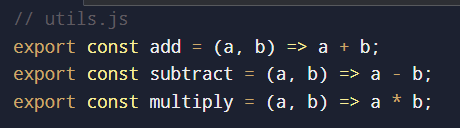 // utils.js
export const add = (a, b) => a + b;
export const subtract = (a, b) => a - b;
export const multiply = (a, b) => a * b;